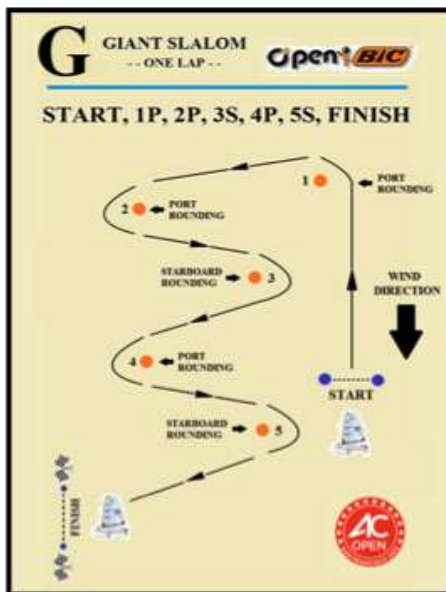 G
GIANT SLALOM
- - ONE LAP - -
Open BIC
START, 1P, 2P, 3S, 4P, 5S, FINISH
1
PORT
ROUNDING
2
PORT
ROUNDING
STARBOARD
ROUNDING
3
WIND
DIRECTION
4
PORT
ROUNDING
START
STARBOARD
ROUNDING
5
FINISH
AC
OPEN